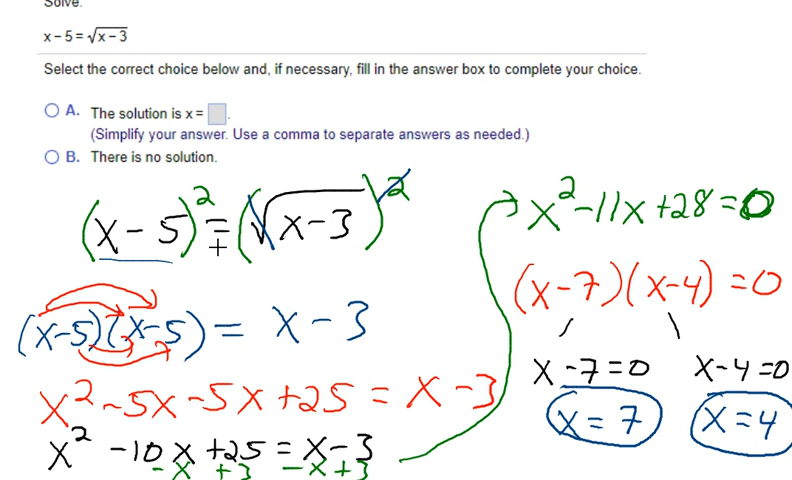 Solve.
x - 5 = √x - 3
Select the correct choice below and, if necessary, fill in the answer box to complete your choice.
A. The solution is x = .
(Simplify your answer. Use a comma to separate answers as needed.)
B. There is no solution.
(x - 5)² = (√x - 3)²
+
(x-5)(x-5) = x - 3
x² - 5x - 5x + 25 = x - 3
x² - 10x + 25 = x - 3
- x + 3 - x + 3
x² - 11x + 28 = 0
(x - 7)(x - 4) = 0
x - 7 = 0 x - 4 = 0
x = 7 x = 4